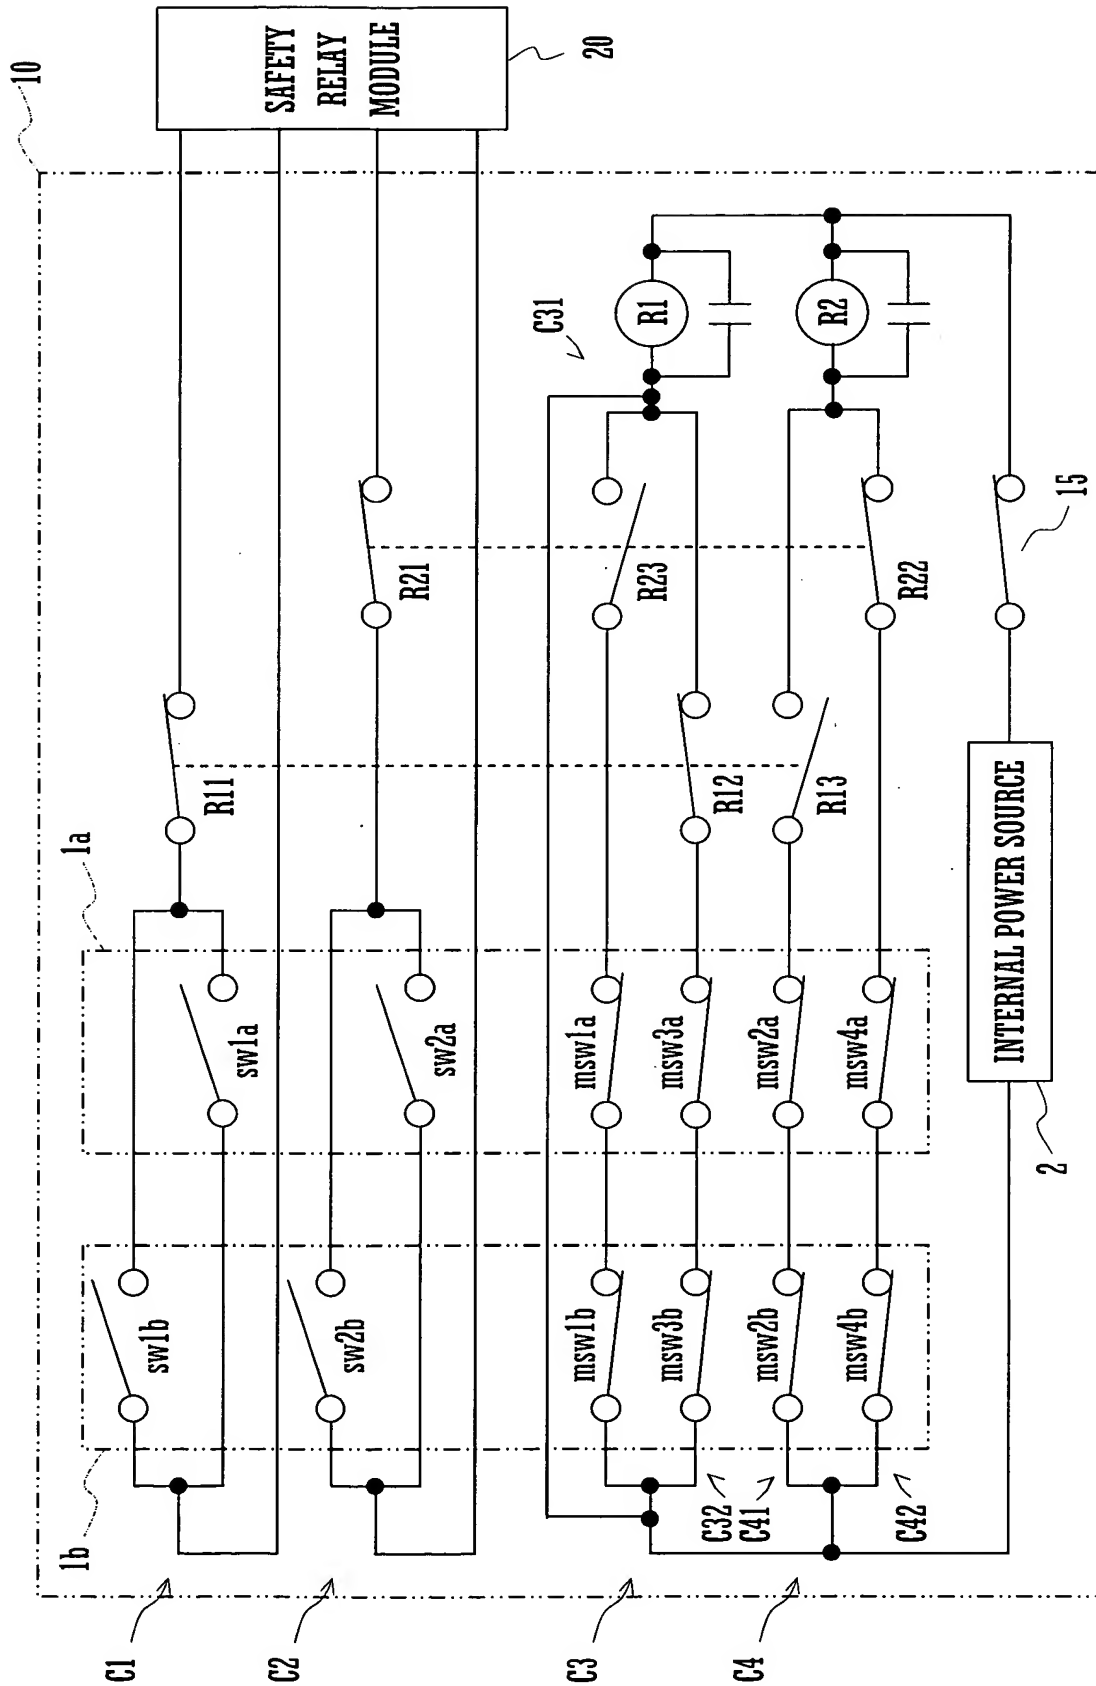 10
SAFETY
RELAY
MODULE
20
C31
R1
R2
R21
R23
R22
15
R11
R12
R13
1a
sw1a
sw2a
msw1a
msw3a
msw2a
msw4a
INTERNAL POWER SOURCE
2
sw1b
sw2b
msw1b
msw3b
msw2b
msw4b
1b
C32
C41
C42
C1
C2
C3
C4